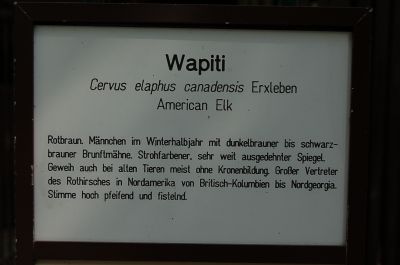 Wapiti
Cervus elaphus canadensis Erxleben
American Elk
Rotbraun. Männchen im Winterhalbjahr mit dunkelbrauner bis schwarz-
brauner Brunftmähne. Strohfarbener, sehr weit ausgedehnter Spiegel.
Geweih auch bei alten Tieren meist ohne Kronenbildung. Großer Vertreter
des Rothirsches in Nordamerika von Britisch-Kolumbien bis Nordgeorgia.
Stimme hoch pfeifend und fistelnd.